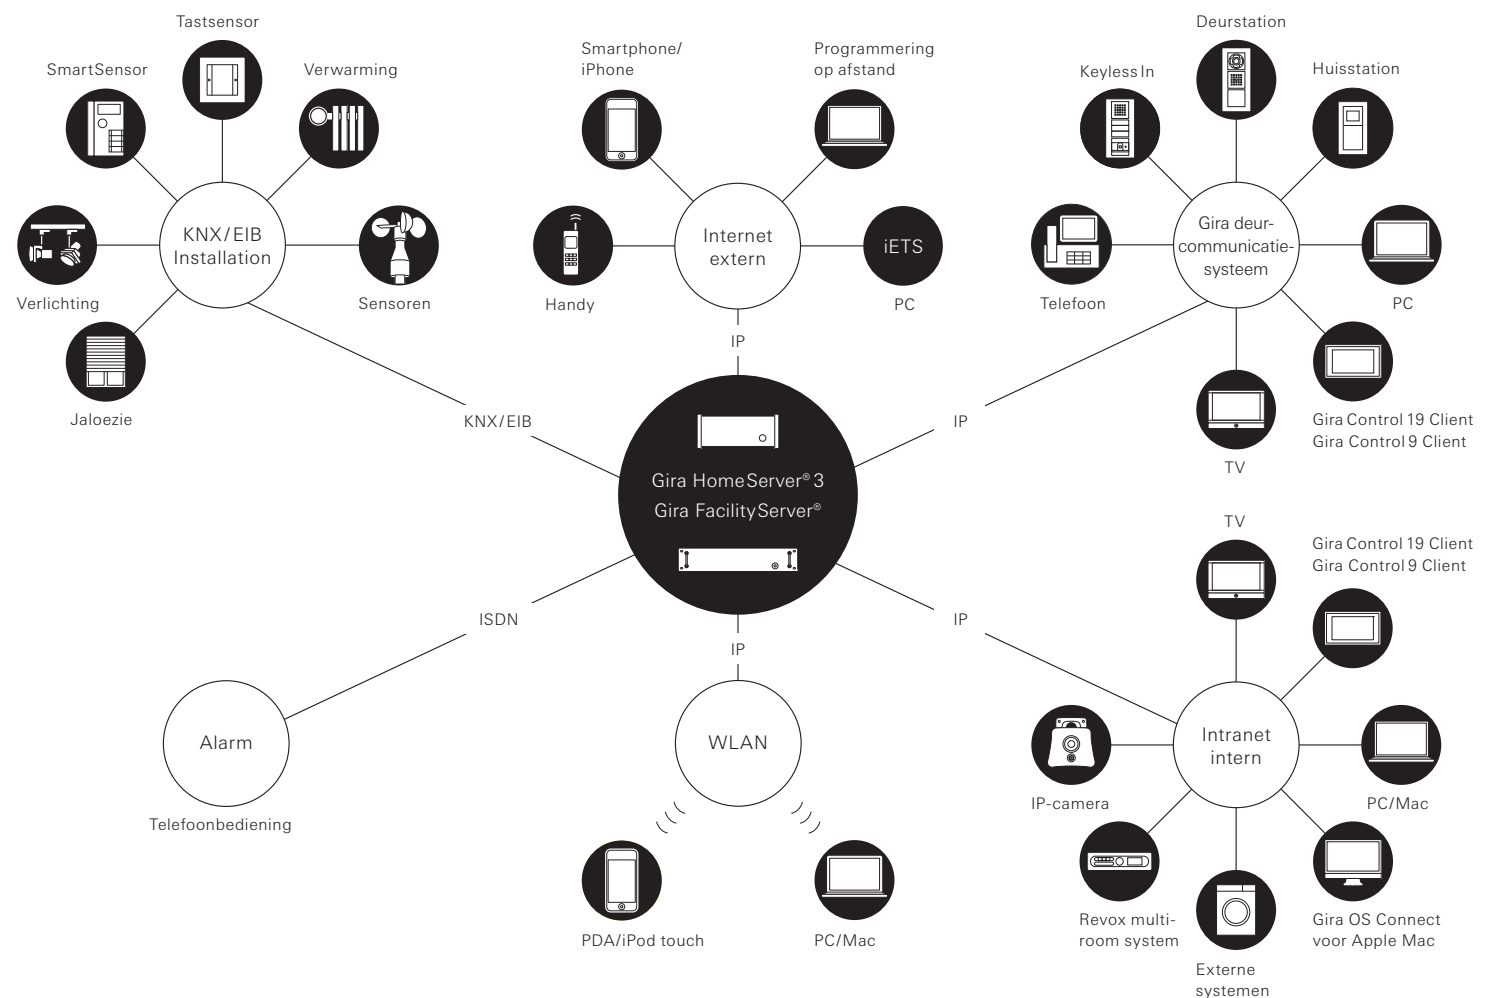 Tastsensor
SmartSensor
Verwarming
KNX/EIB
Installation
Verlichting
Sensoren
Jaloezie
KNX/EIB
Smartphone/
iPhone
Programmering
op afstand
Internet
extern
iETS
Handy
PC
IP
Deurstation
Keyless In
Huisstation
Gira deur-
communicatie-
systeem
Telefoon
PC
Gira Control 19 Client
Gira Control 9 Client
TV
IP
Gira HomeServer® 3
Gira FacilityServer®
ISDN
Alarm
Telefoonbediening
IP
WLAN
PDA/iPod touch
PC/Mac
IP
TV
Gira Control 19 Client
Gira Control 9 Client
Intranet
intern
IP-camera
PC/Mac
Revox multi-
room system
Gira OS Connect
voor Apple Mac
Externe
systemen